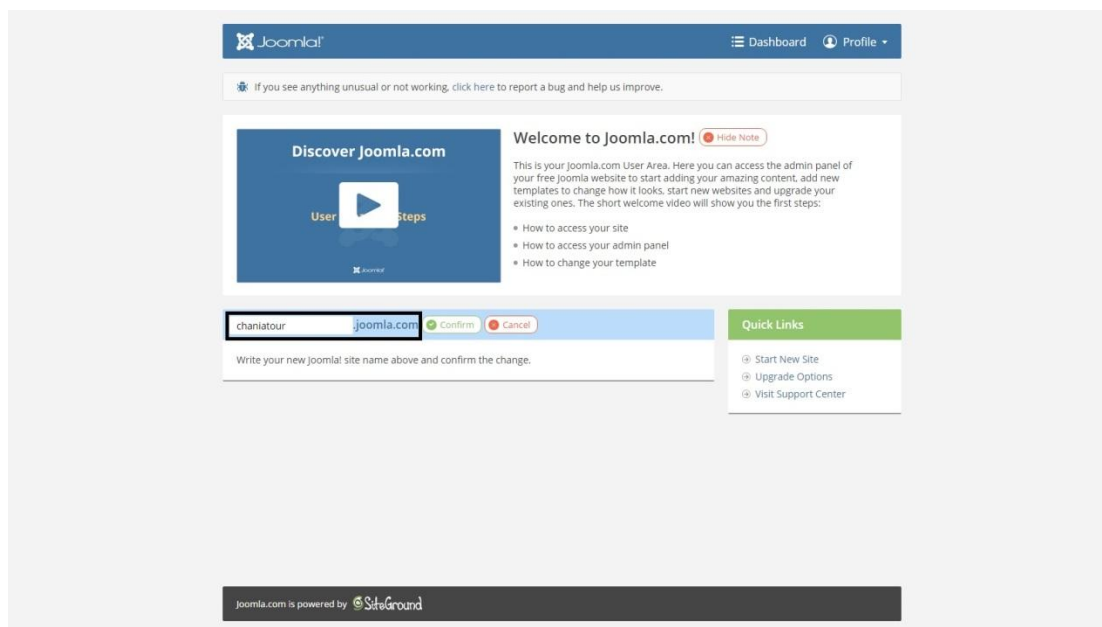 Joomla!
Dashboard
Profile
If you see anything unusual or not working, click here to report a bug and help us improve.
Discover Joomla.com
User Steps
Joomla!
Welcome to Joomla.com!
Hide Note
This is your Joomla.com User Area. Here you can access the admin panel of
your free Joomla website to start adding your amazing content, add new
templates to change how it looks, start new websites and upgrade your
existing ones. The short welcome video will show you the first steps:
How to access your site
How to access your admin panel
How to change your template
chaniatour .joomla.com
Confirm
Cancel
Write your new Joomla! site name above and confirm the change.
Quick Links
Start New Site
Upgrade Options
Visit Support Center
Joomla.com is powered by SiteGround